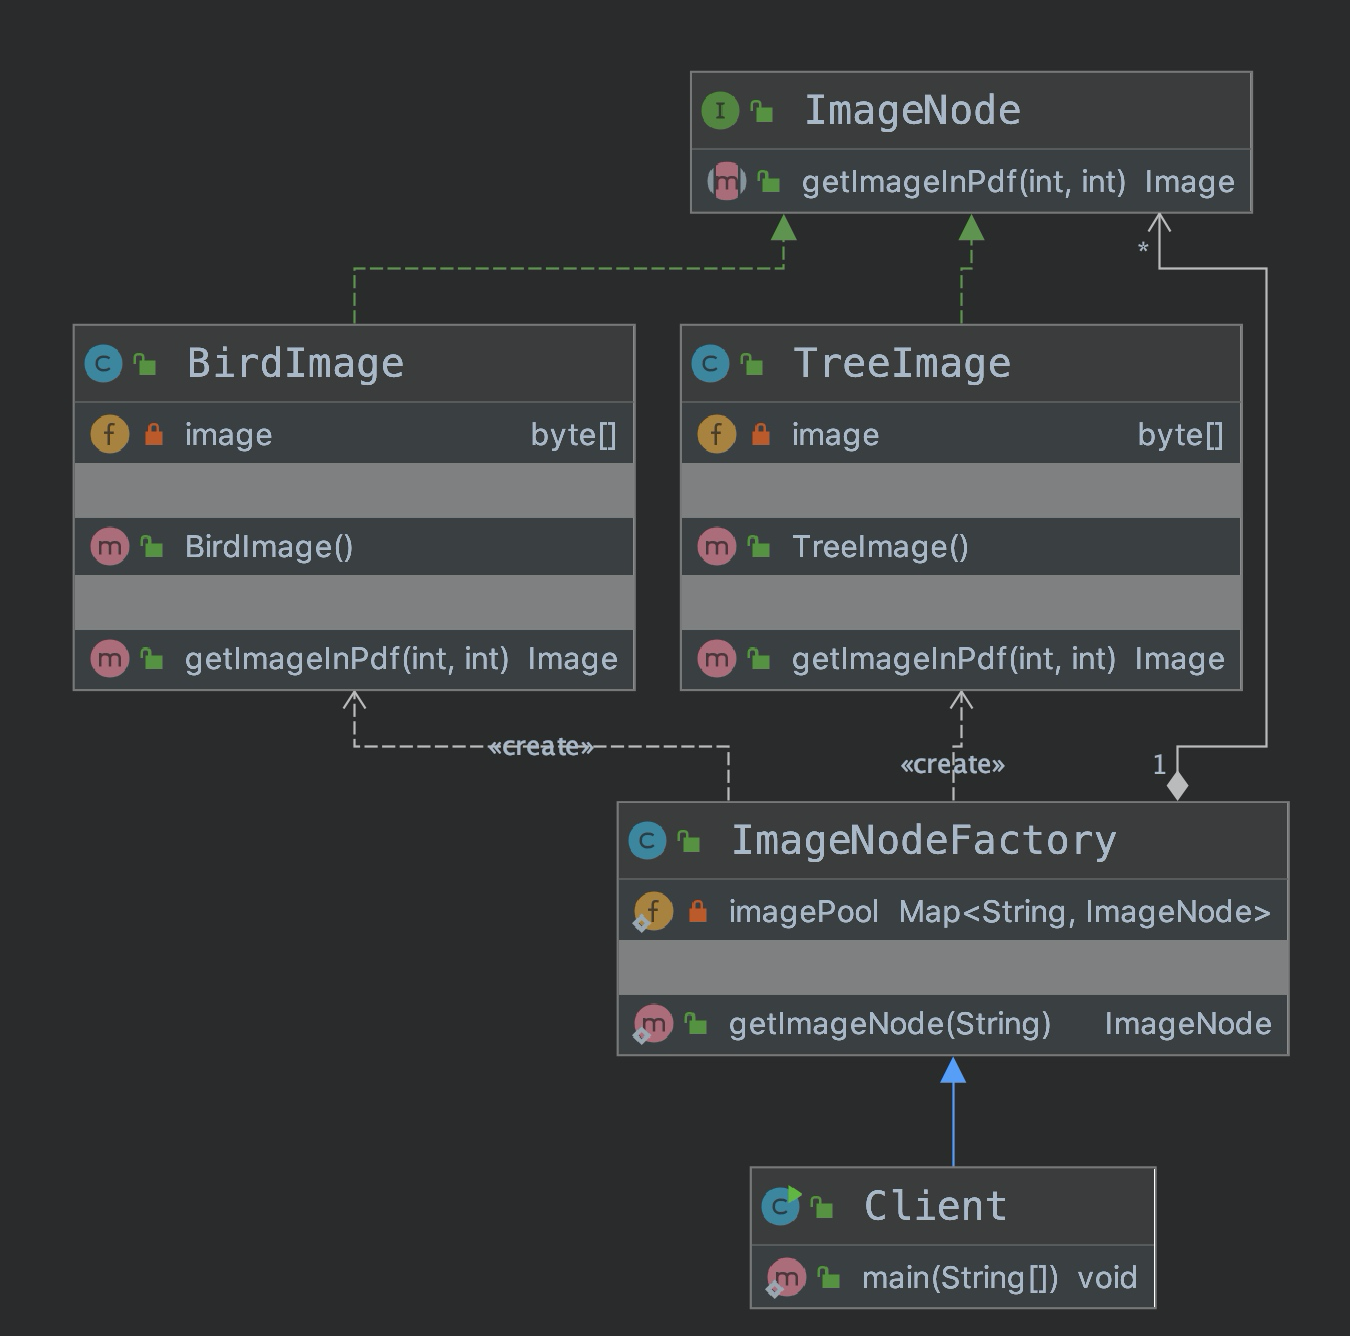 I ImageNode
m getImageInPdf(int, int) Image
*
C BirdImage
f image byte[]
m BirdImage()
m getImageInPdf(int, int) Image
C TreeImage
f image byte[]
m TreeImage()
m getImageInPdf(int, int) Image
«create»
«create»
1
C ImageNodeFactory
f imagePool Map<String, ImageNode>
m getImageNode(String) ImageNode
C Client
m main(String[]) void